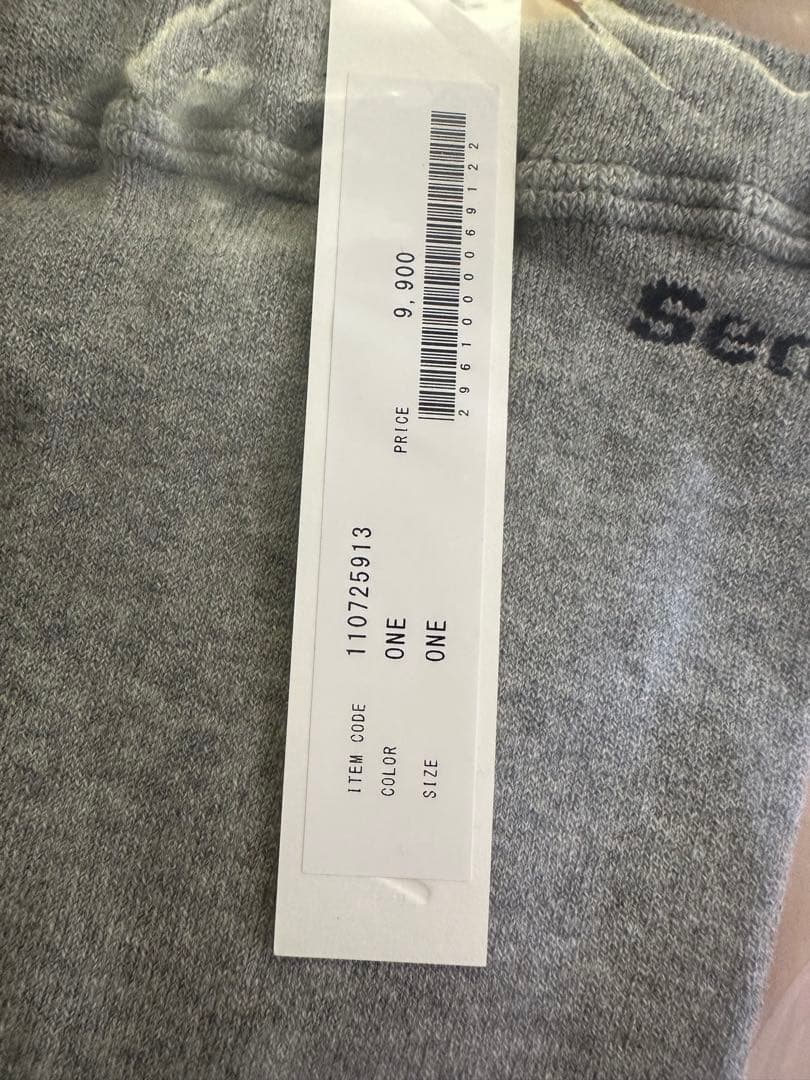 ITEM CODE 110725913
COLOR ONE
PRICE 9,900
SIZE ONE
2961000069122